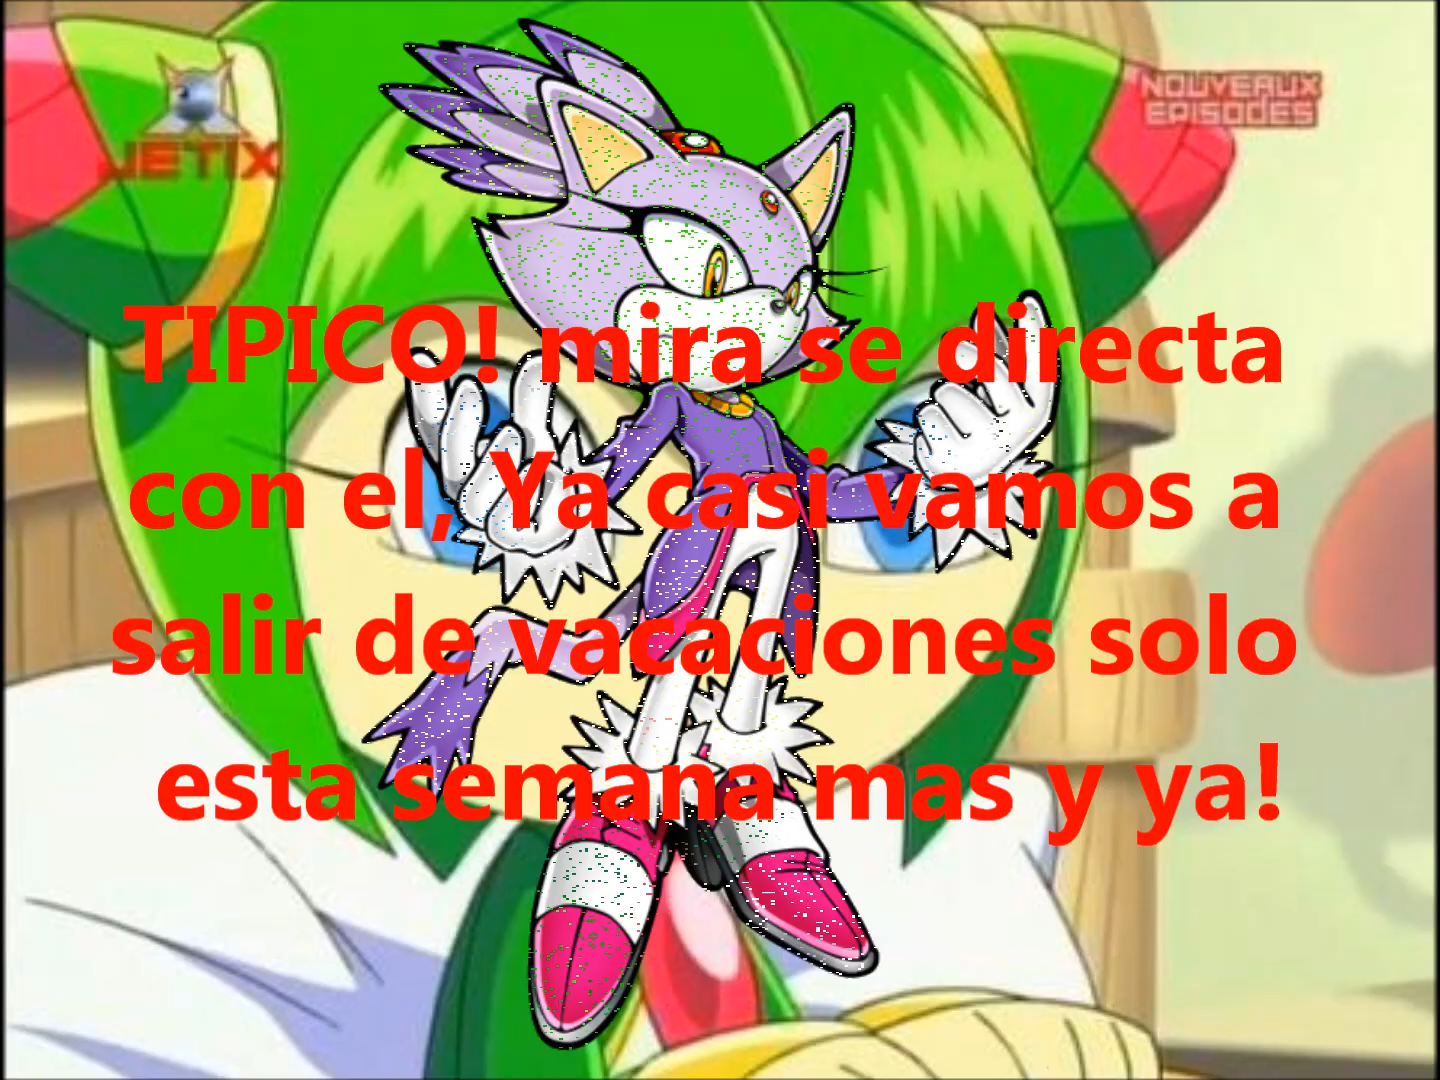 JETIX
NOUVEAUX
EPISODES
TIPICO! mira se directa
con el, Ya casi vamos a
salir de vacaciones solo
esta semana mas y ya!